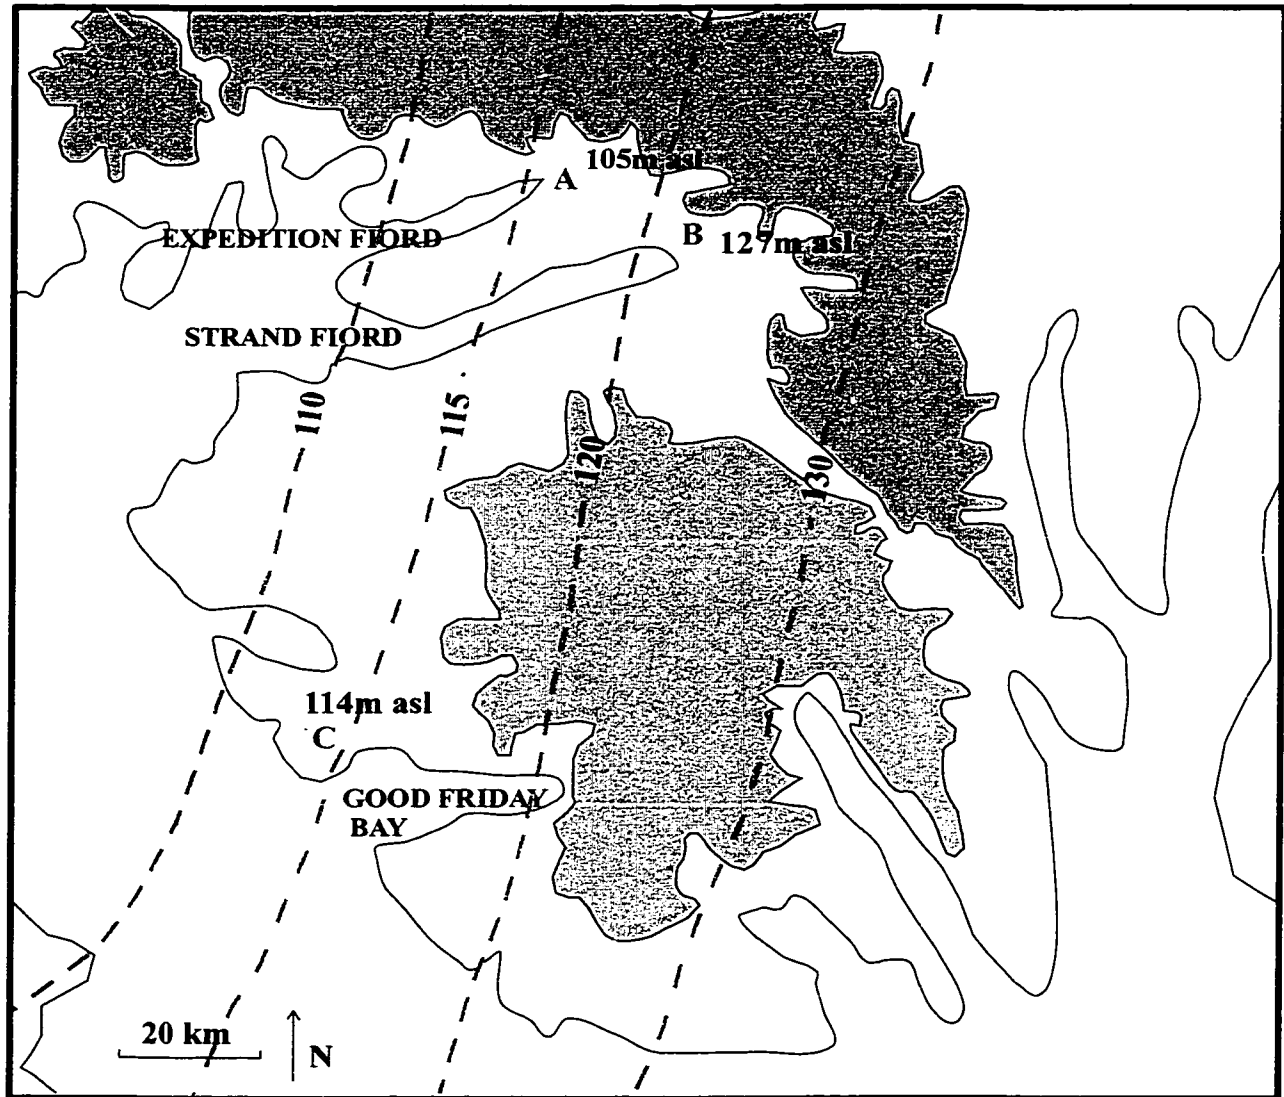 105m asl
A
B
127m asl
EXPEDITION FIORD
STRAND FIORD
110
115
120
130
114m asl
C
GOOD FRIDAY
BAY
20 km
N